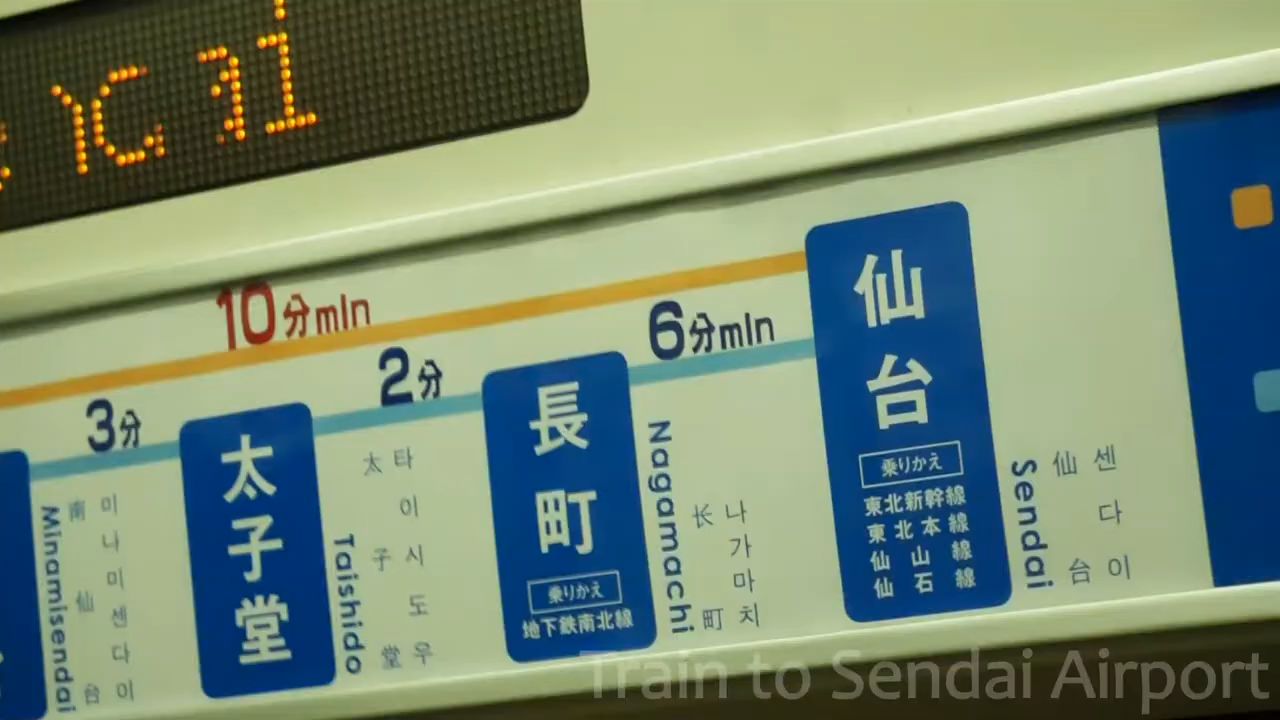 10分min
3分
2分
6分min
南仙台
미나미센다이
Minamisendai
太子堂
Taishido
太子堂
타이시도우
長町
乗りかえ
地下鉄南北線
Nagamachi
长町
나가마치
仙台
乗りかえ
東北新幹線
東北本線
仙山線
仙石線
Sendai
仙台
센다이
Train to Sendai Airport